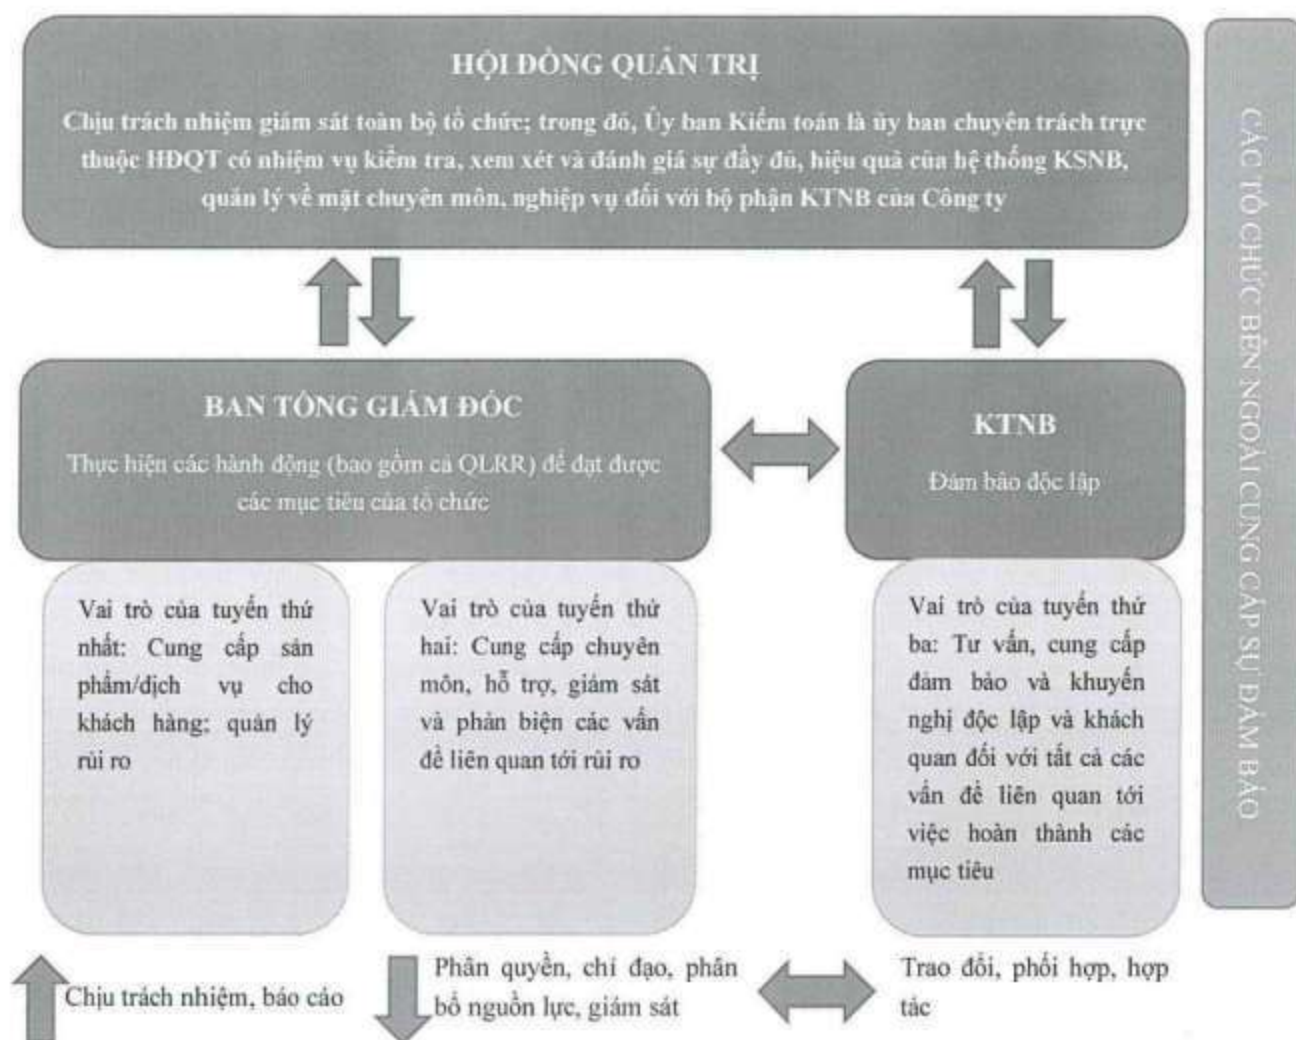 HỘI ĐỒNG QUẢN TRỊ
Chịu trách nhiệm giám sát toàn bộ tổ chức; trong đó, Ủy ban Kiểm toán là ủy ban chuyên trách trực
thuộc HĐQT có nhiệm vụ kiểm tra, xem xét và đánh giá sự đầy đủ, hiệu quả của hệ thống KSNB,
quản lý về mặt chuyên môn, nghiệp vụ đối với bộ phận KTNB của Công ty
BAN TỔNG GIÁM ĐỐC
Thực hiện các hành động (bao gồm cả QLRR) để đạt được
các mục tiêu của tổ chức
KTNB
Đảm bảo độc lập
Vai trò của tuyến thứ
nhất: Cung cấp sản
phẩm/dịch vụ cho
khách hàng; quản lý
rủi ro
Vai trò của tuyến thứ
hai: Cung cấp chuyên
môn, hỗ trợ, giám sát
và phản biện các vấn
đề liên quan tới rủi ro
Vai trò của tuyến thứ
ba: Tư vấn, cung cấp
đảm bảo và khuyến
nghị độc lập và khách
quan đối với tất cả các
vấn đề liên quan tới
việc hoàn thành các
mục tiêu
CÁC TỔ CHỨC BÊN NGOÀI CUNG CẤP SỰ ĐẢM BẢO
Chịu trách nhiệm, báo cáo
Phân quyền, chỉ đạo, phân
bổ nguồn lực, giám sát
Trao đổi, phối hợp, hợp
tác